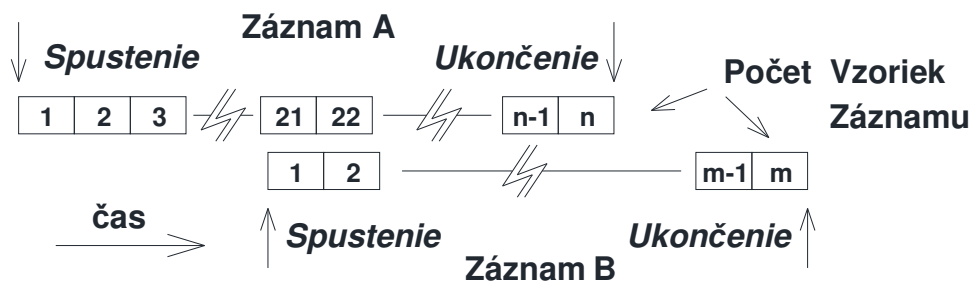 Záznam A
Spustenie Ukončenie Počet Vzoriek
Záznamu
1 2 3 21 22 n-1 n
1 2 m-1 m
čas
Spustenie Ukončenie
Záznam B